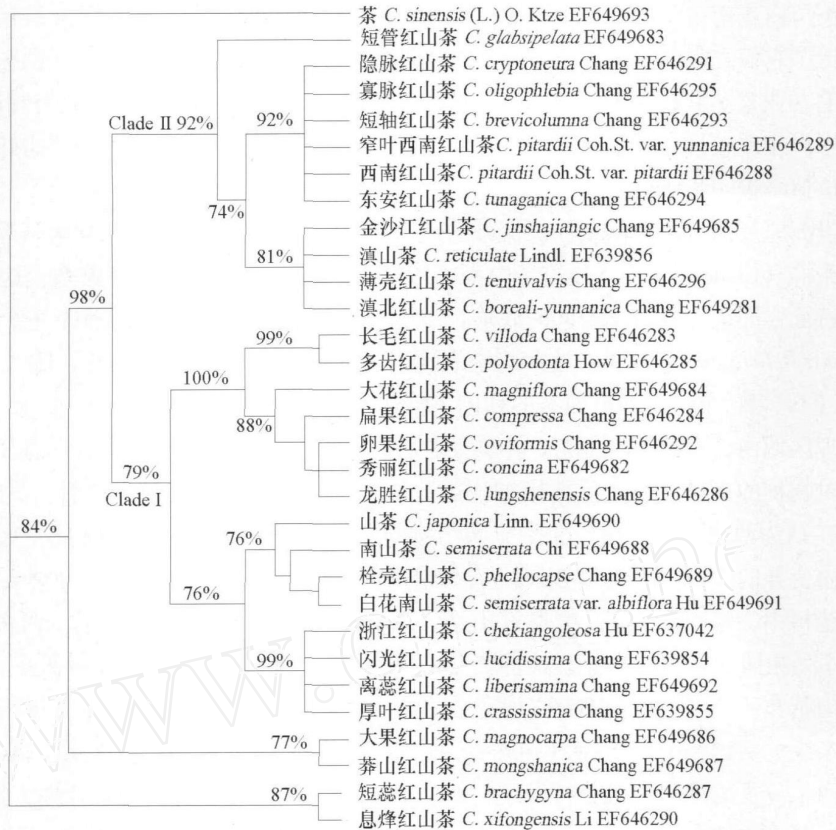 茶 C. sinensis (L.) O. Ktze EF649693
短管红山茶 C. glabsipelata EF649683
隐脉红山茶 C. cryptoneura Chang EF646291
寡脉红山茶 C. oligophlebia Chang EF646295
短轴红山茶 C. brevicolumna Chang EF646293
Clade II 92%
92%
窄叶西南红山茶C. pitardii Coh.St. var. yunnanica EF646289
西南红山茶C. pitardii Coh.St. var. pitardii EF646288
东安红山茶 C. tunaganica Chang EF646294
74%
金沙江红山茶 C. jinshajiangic Chang EF649685
滇山茶 C. reticulate Lindl. EF639856
81%
薄壳红山茶 C. tenuivalvis Chang EF646296
滇北红山茶 C. boreali-yunnanica Chang EF649281
98%
长毛红山茶 C. villoda Chang EF646283
99%
多齿红山茶 C. polyodonta How EF646285
100%
大花红山茶 C. magniflora Chang EF649684
扁果红山茶 C. compressa Chang EF646284
88%
卵果红山茶 C. oviformis Chang EF646292
秀丽红山茶 C. concina EF649682
79%
Clade I
龙胜红山茶 C. lungshenensis Chang EF646286
山茶 C. japonica Linn. EF649690
84%
76%
南山茶 C. semiserrata Chi EF649688
栓壳红山茶 C. phellocapse Chang EF649689
76%
白花南山茶 C. semiserrata var. albiflora Hu EF649691
浙江红山茶 C. chekiangoleosa Hu EF637042
闪光红山茶 C. lucidissima Chang EF639854
99%
离蕊红山茶 C. liberisamina Chang EF649692
厚叶红山茶 C. crassissima Chang EF639855
大果红山茶 C. magnocarpa Chang EF649686
77%
莽山红山茶 C. mongshanica Chang EF649687
短蕊红山茶 C. brachygyna Chang EF646287
87%
息烽红山茶 C. xifongensis Li EF646290